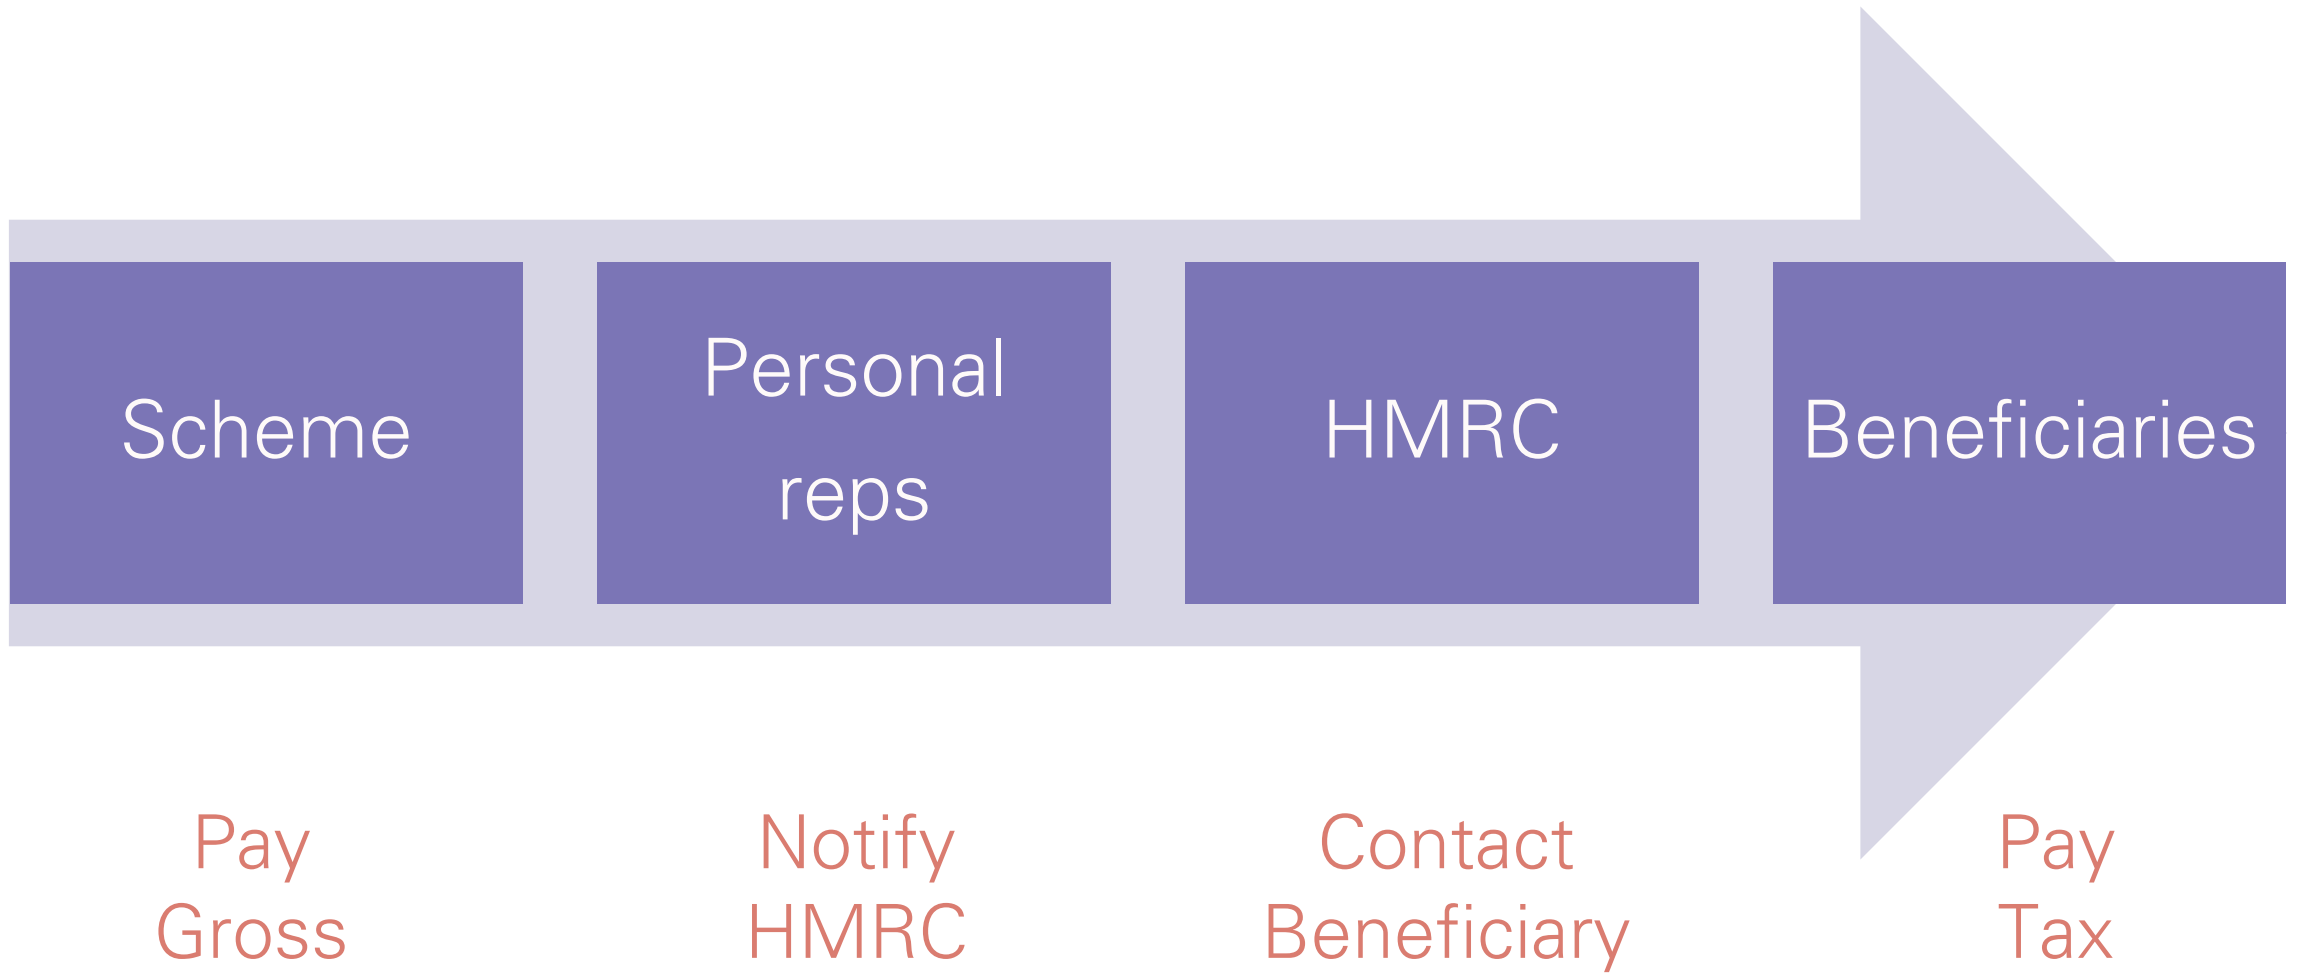 Scheme
Personal
reps
HMRC
Beneficiaries
Pay
Gross
Notify
HMRC
Contact
Beneficiary
Pay
Tax